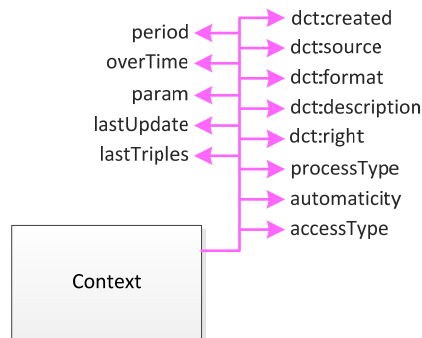 period
overTime
param
lastUpdate
lastTriples
dct:created
dct:source
dct:format
dct:description
dct:right
processType
automaticity
accessType
Context